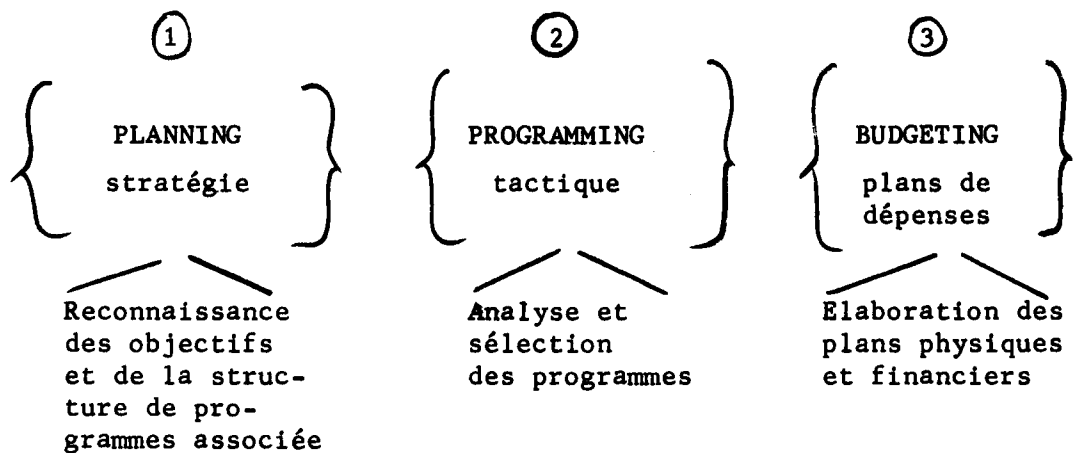 1
PLANNING
stratégie
Reconnaissance
des objectifs
et de la struc-
ture de pro-
grammes associée
2
PROGRAMMING
tactique
Analyse et
sélection
des programmes
3
BUDGETING
plans de
dépenses
Elaboration des
plans physiques
et financiers